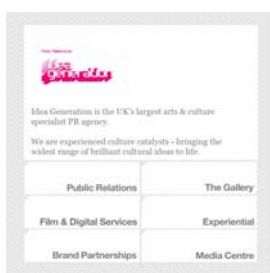 idea
generation
Idea Generation is the UK's largest arts & culture
specialist PR agency.
We are experienced culture catalysts - bringing the
widest range of brilliant cultural ideas to life.
Public Relations
The Gallery
Film & Digital Services
Experiential
Brand Partnerships
Media Centre